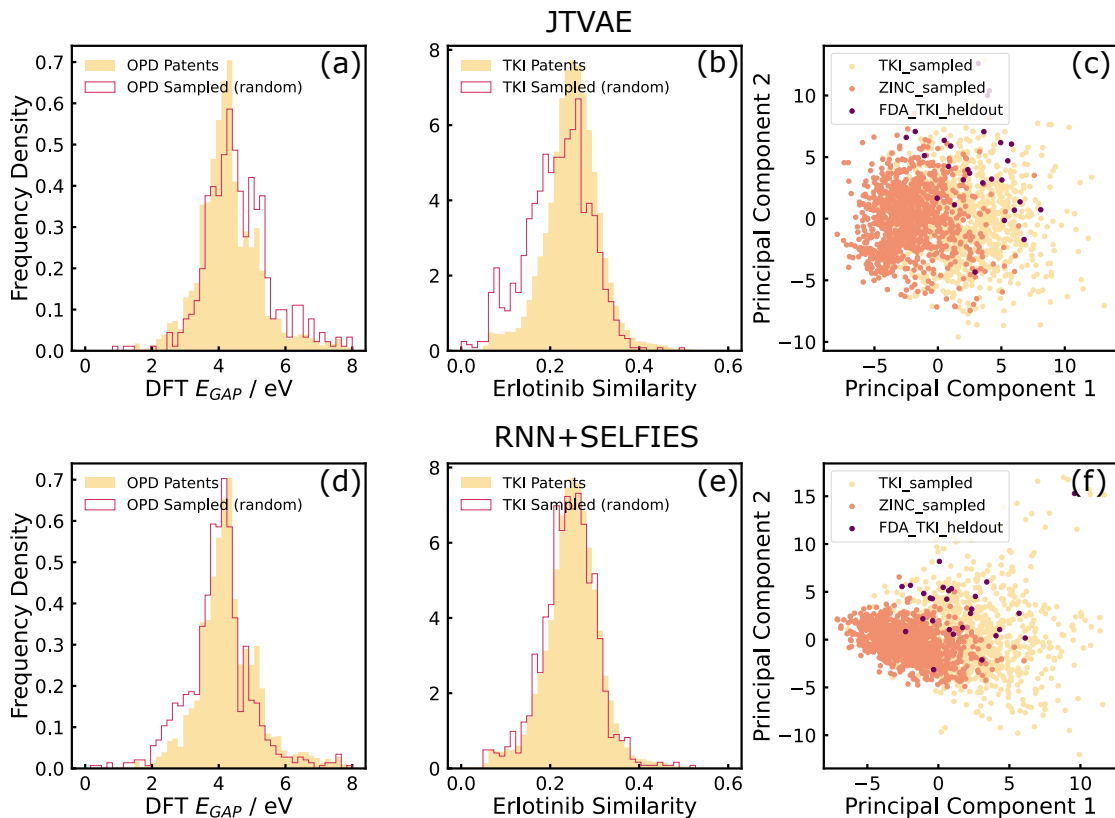 JTVAE
(a)
OPD Patents
OPD Sampled (random)
Frequency Density
0.7
0.6
0.5
0.4
0.3
0.2
0.1
0.0
0 2 4 6 8
DFT E_GAP / eV
(b)
TKI Patents
TKI Sampled (random)
8
6
4
2
0
0.0 0.2 0.4 0.6
Erlotinib Similarity
(c)
TKI_sampled
ZINC_sampled
FDA_TKI_heldout
Principal Component 2
10
5
0
−5
−10
−5 0 5 10
Principal Component 1
RNN+SELFIES
(d)
OPD Patents
OPD Sampled (random)
Frequency Density
0.7
0.6
0.5
0.4
0.3
0.2
0.1
0.0
0 2 4 6 8
DFT E_GAP / eV
(e)
TKI Patents
TKI Sampled (random)
8
6
4
2
0
0.0 0.2 0.4 0.6
Erlotinib Similarity
(f)
TKI_sampled
ZINC_sampled
FDA_TKI_heldout
Principal Component 2
15
10
5
0
−5
−10
−5 0 5 10
Principal Component 1